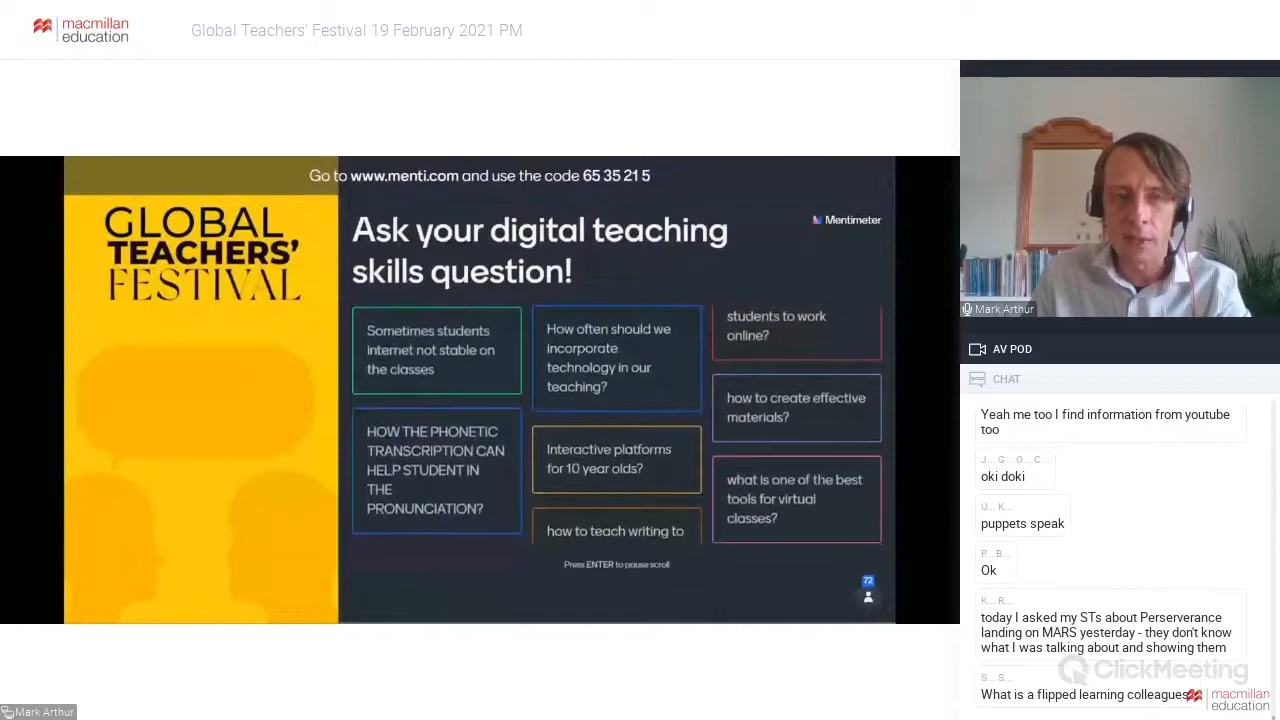 macmillan
education
Global Teachers' Festival 19 February 2021 PM
Go to www.menti.com and use the code 65 35 21 5
GLOBAL
TEACHERS'
FESTIVAL
Ask your digital teaching
skills question!
Mentimeter
Sometimes students
internet not stable on
the classes
HOW THE PHONETIC
TRANSCRIPTION CAN
HELP STUDENT IN
THE
PRONUNCIATION?
How often should we
incorporate
technology in our
teaching?
Interactive platforms
for 10 year olds?
how to teach writing to
students to work
online?
how to create effective
materials?
what is one of the best
tools for virtual
classes?
Press ENTER to pause scroll
72
Mark Arthur
Mark Arthur
AV POD
CHAT
Yeah me too I find information from youtube
too
J... G... O... C...
oki doki
U... K...
puppets speak
P... B...
Ok
K... R...
today I asked my STs about Perserverance
landing on MARS yesterday - they don't know
what I was talking about and showing them
S... S...
What is a flipped learning colleagues
ClickMeeting
macmillan
education